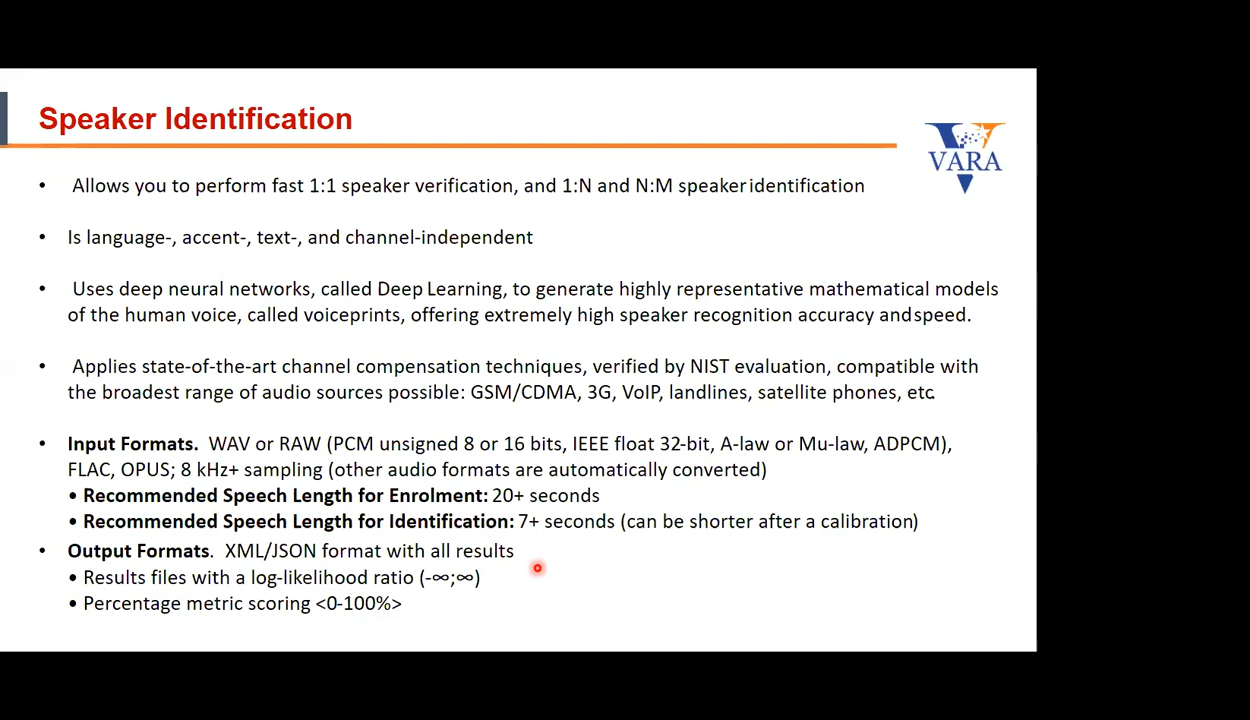 Speaker Identification
VARA
• Allows you to perform fast 1:1 speaker verification, and 1:N and N:M speaker identification
• Is language-, accent-, text-, and channel-independent
• Uses deep neural networks, called Deep Learning, to generate highly representative mathematical models
of the human voice, called voiceprints, offering extremely high speaker recognition accuracy and speed.
• Applies state-of-the-art channel compensation techniques, verified by NIST evaluation, compatible with
the broadest range of audio sources possible: GSM/CDMA, 3G, VoIP, landlines, satellite phones, etc.
• Input Formats. WAV or RAW (PCM unsigned 8 or 16 bits, IEEE float 32-bit, A-law or Mu-law, ADPCM),
FLAC, OPUS; 8 kHz+ sampling (other audio formats are automatically converted)
• Recommended Speech Length for Enrolment: 20+ seconds
• Recommended Speech Length for Identification: 7+ seconds (can be shorter after a calibration)
• Output Formats. XML/JSON format with all results
• Results files with a log-likelihood ratio (-∞;∞)
• Percentage metric scoring <0-100%>